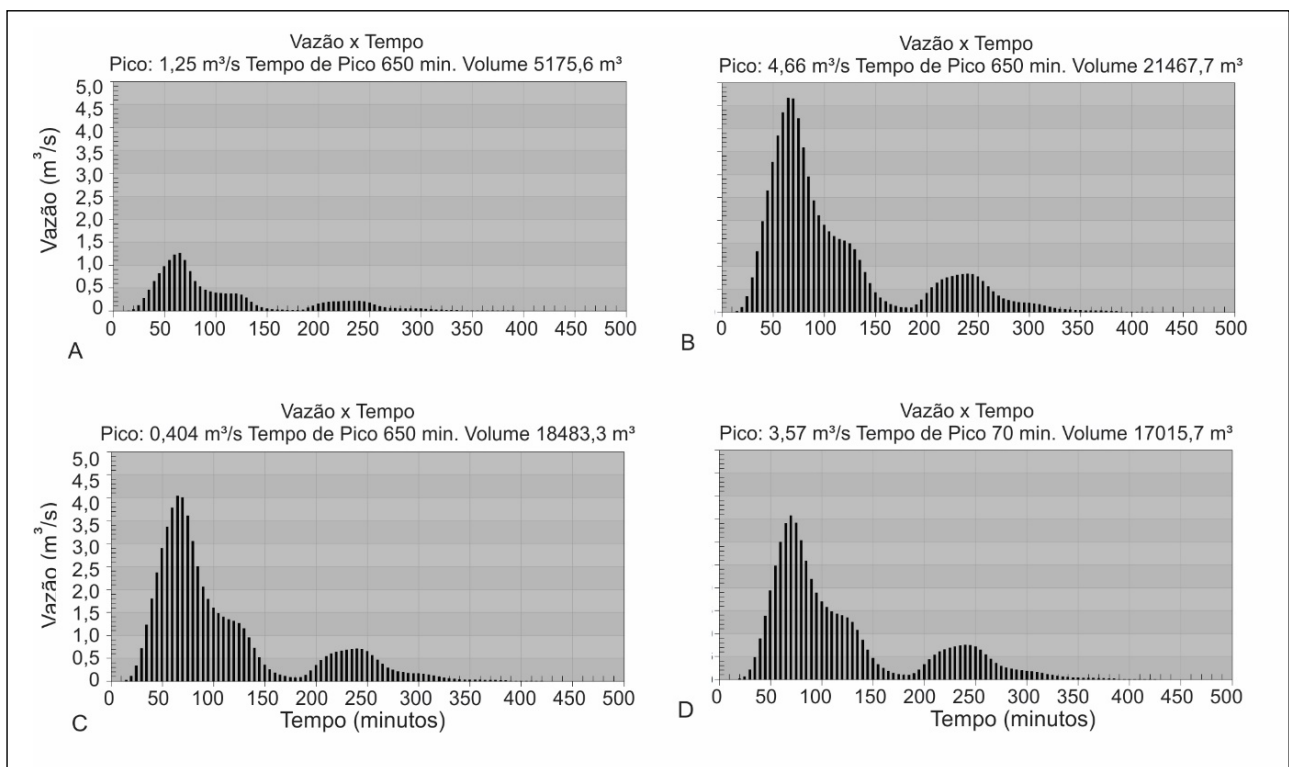 Vazão x Tempo
Pico: 1,25 m³/s Tempo de Pico 650 min. Volume 5175,6 m³
5,0
4,5
4,0
3,5
3,0
2,5
2,0
1,5
1,0
0,5
0
Vazão (m³/s)
0 50 100 150 200 250 300 350 400 450 500
A
Vazão x Tempo
Pico: 4,66 m³/s Tempo de Pico 650 min. Volume 21467,7 m³
0 50 100 150 200 250 300 350 400 450 500
B
Vazão x Tempo
Pico: 0,404 m³/s Tempo de Pico 650 min. Volume 18483,3 m³
5,0
4,5
4,0
3,5
3,0
2,5
2,0
1,5
1,0
0,5
0
Vazão (m³/s)
0 50 100 150 200 250 300 350 400 450 500
C
Tempo (minutos)
Vazão x Tempo
Pico: 3,57 m³/s Tempo de Pico 70 min. Volume 17015,7 m³
0 50 100 150 200 250 300 350 400 450 500
D
Tempo (minutos)